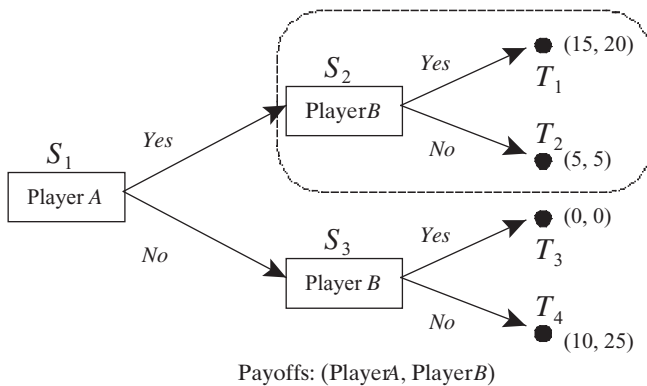 Yes (15, 20)
S2 T1
PlayerB
Yes No T2
S1 (5, 5)
Player A
Yes (0, 0)
No S3 T3
Player B
No T4
(10, 25)
Payoffs: (PlayerA, PlayerB)